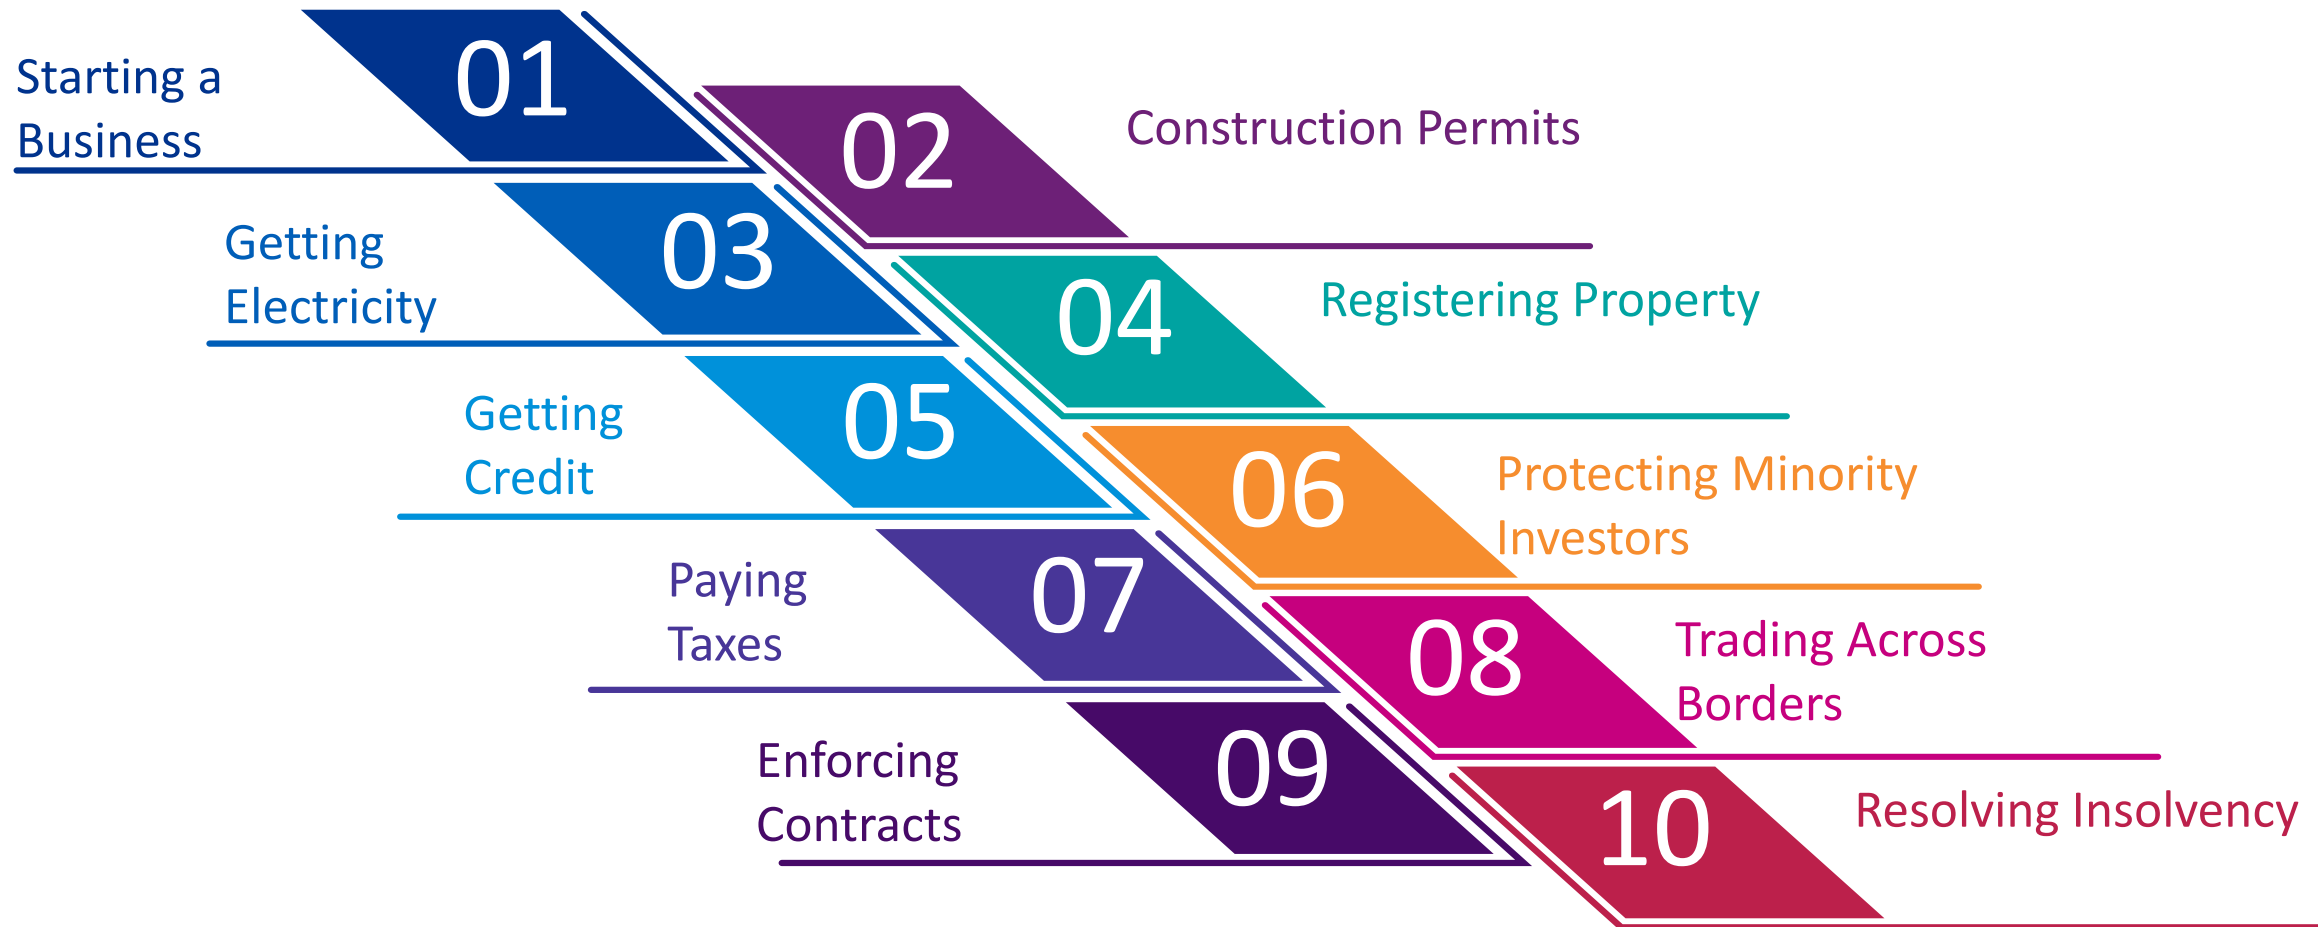 01
Starting a
Business
02
Construction Permits
03
Getting
Electricity
04
Registering Property
05
Getting
Credit
06
Protecting Minority
Investors
07
Paying
Taxes
08
Trading Across
Borders
09
Enforcing
Contracts
10
Resolving Insolvency